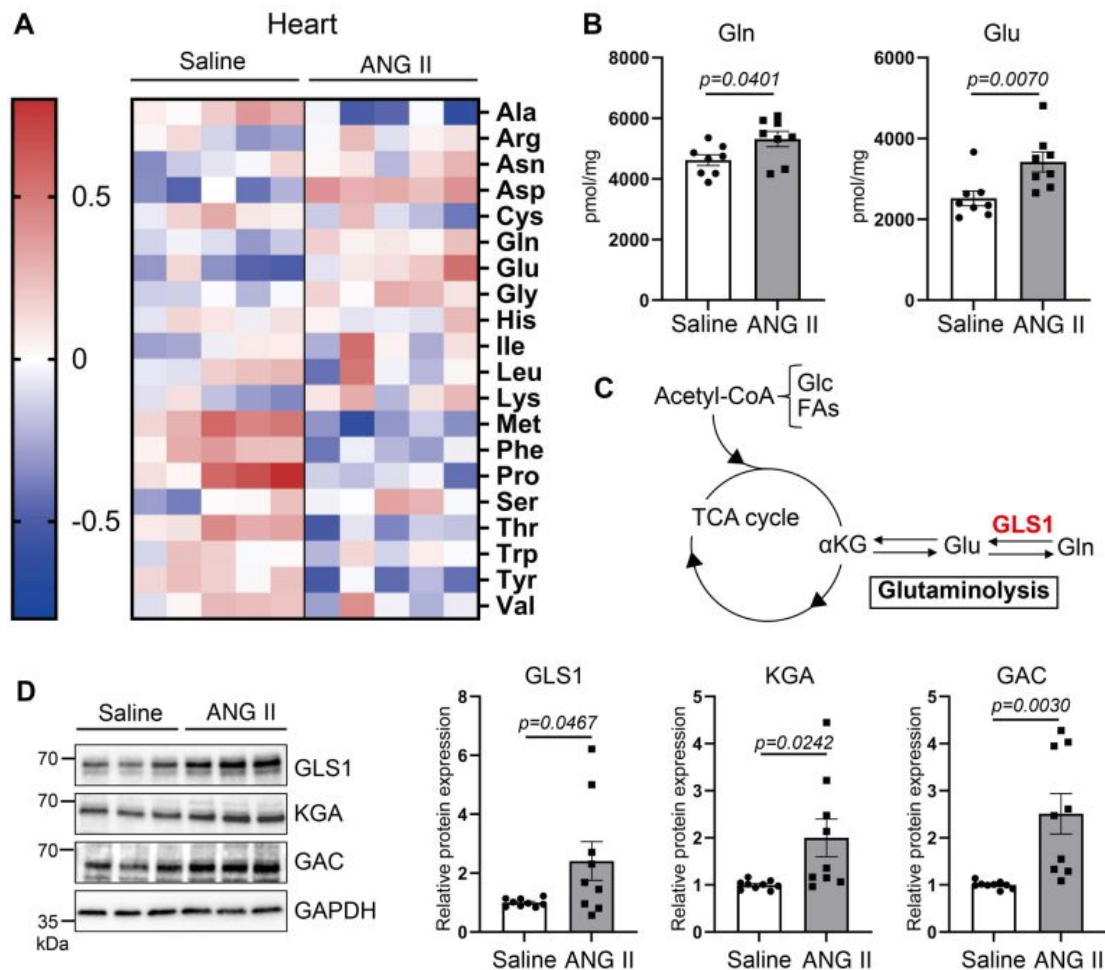 A
Heart
Saline
ANG II
0.5
0
-0.5
Ala
Arg
Asn
Asp
Cys
Gln
Glu
Gly
His
Ile
Leu
Lys
Met
Phe
Pro
Ser
Thr
Trp
Tyr
Val
B
Gln
p=0.0401
8000
6000
4000
2000
0
pmol/mg
Saline ANG II
Glu
p=0.0070
6000
4000
2000
0
pmol/mg
Saline ANG II
C
Acetyl-CoA
Glc
FAs
TCA cycle
αKG
Glu
GLS1
Gln
Glutaminolysis
D
Saline
ANG II
70
GLS1
70
KGA
70
GAC
GAPDH
35
kDa
GLS1
p=0.0467
8
6
4
2
0
Relative protein expression
Saline ANG II
KGA
p=0.0242
5
4
3
2
1
0
Relative protein expression
Saline ANG II
GAC
p=0.0030
5
4
3
2
1
0
Relative protein expression
Saline ANG II